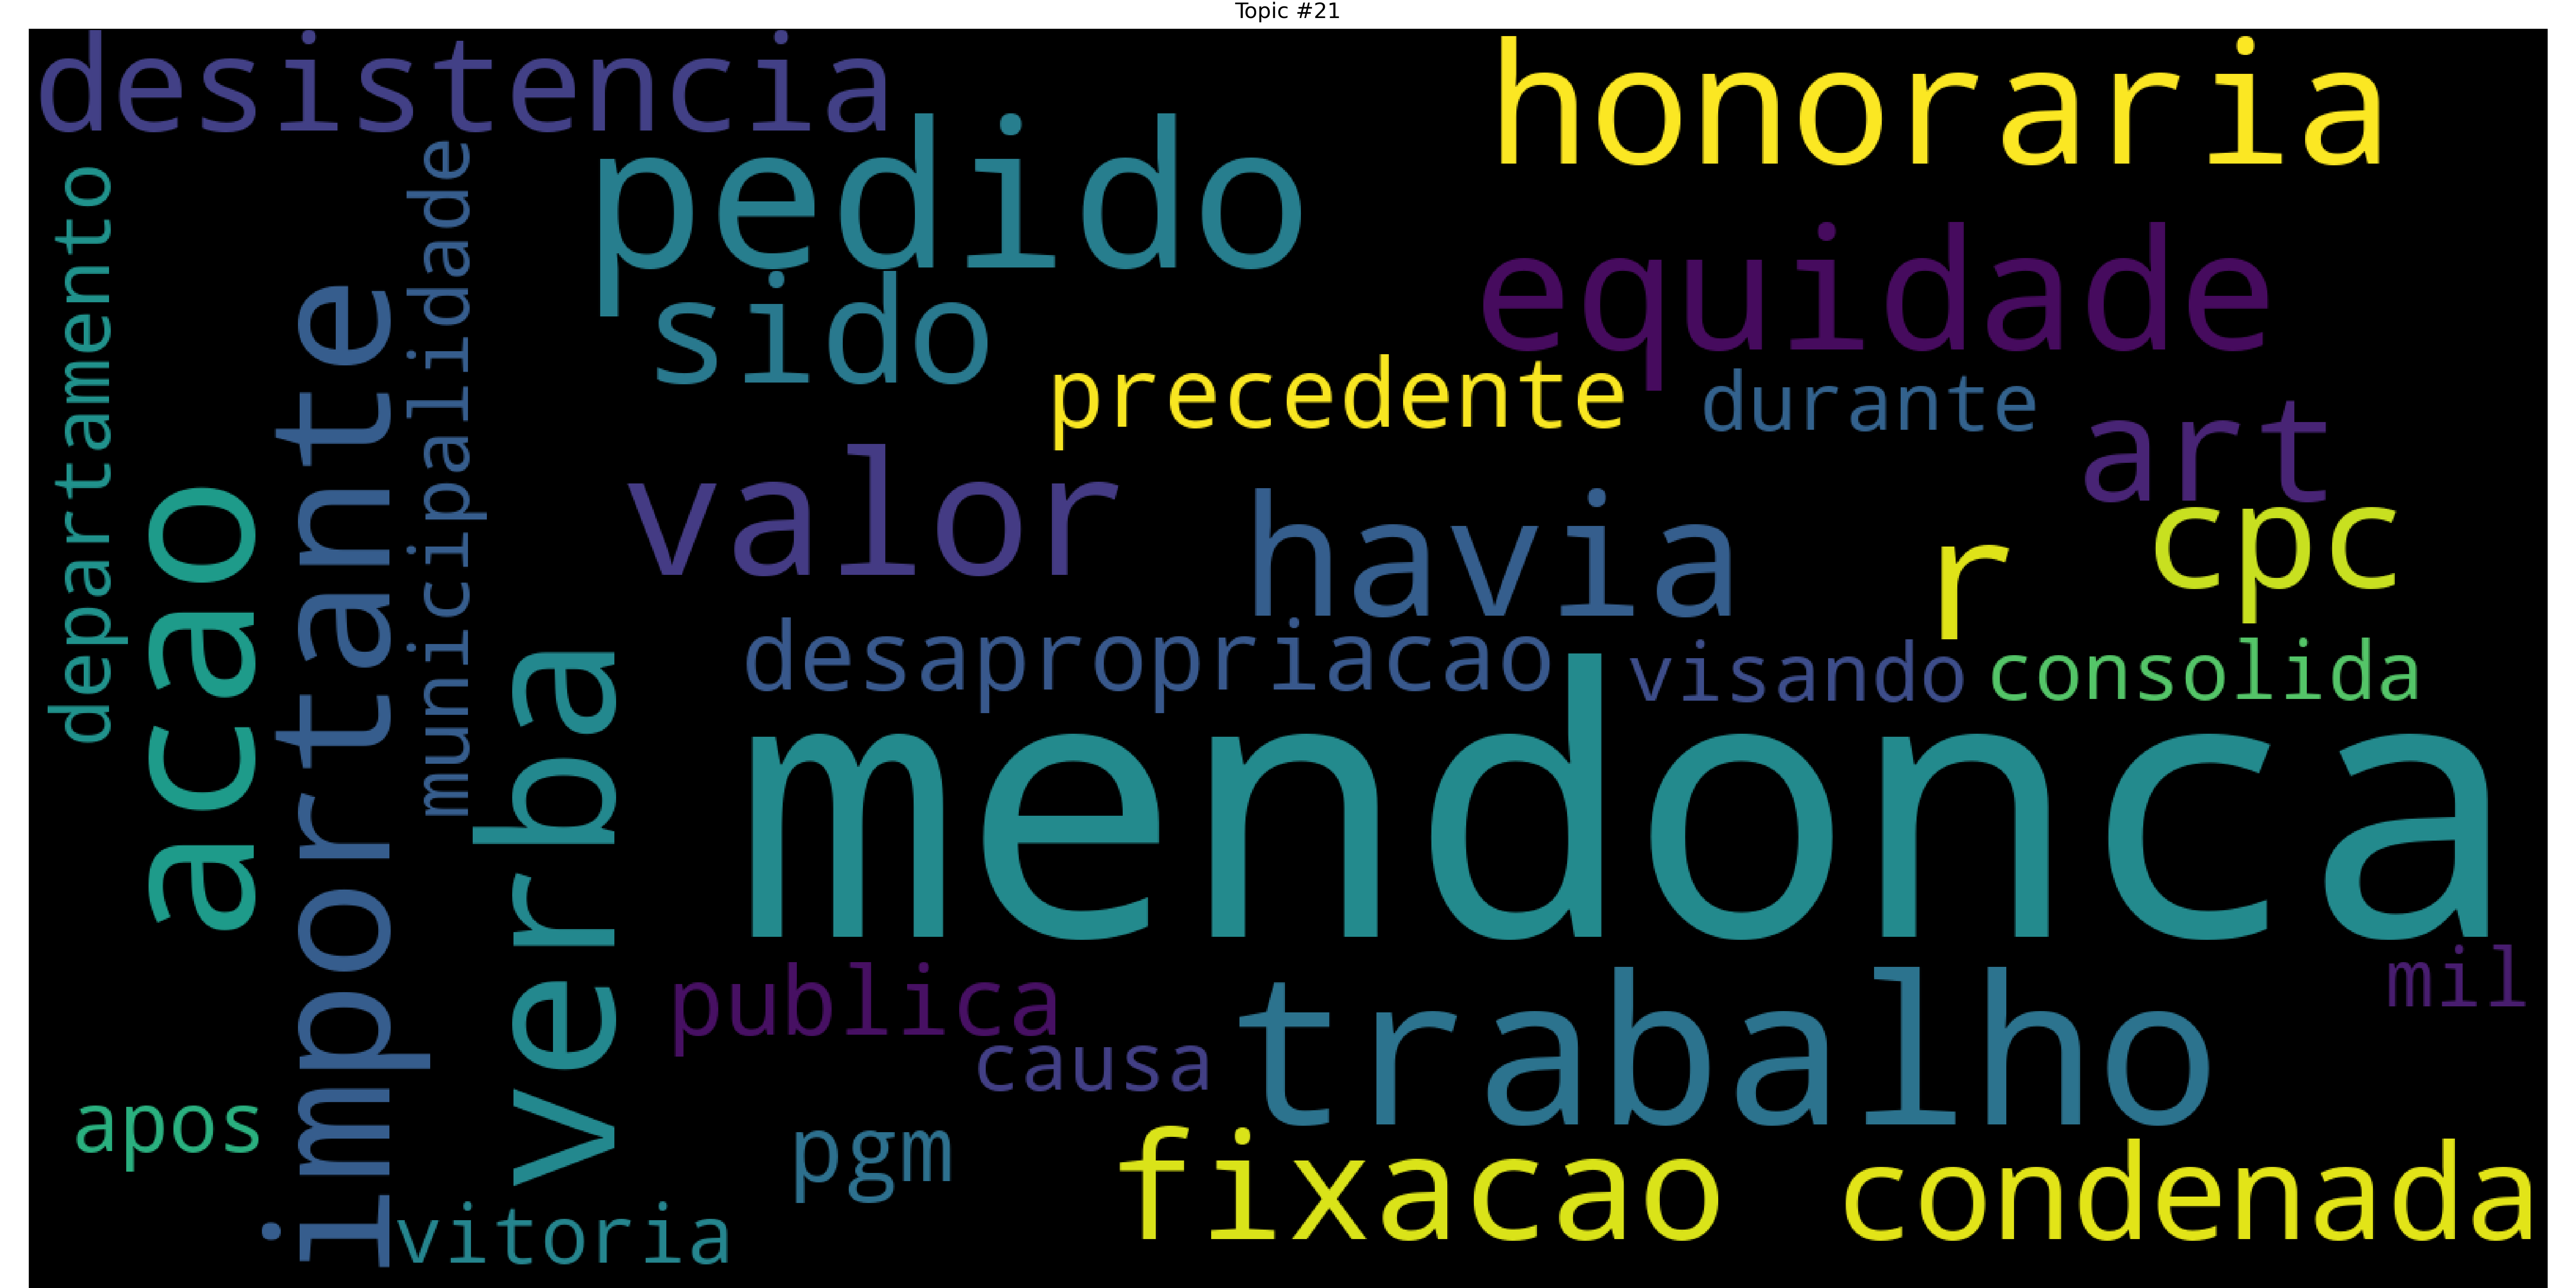 Topic #21
desistencia
honoraria
pedido
equidade
departamento
municipalidade
sido
importante
precedente
durante
art
valor
acao
havia
cpc
r
desapropriacao
visando
consolida
verba
mendonca
publica
trabalho
mil
causa
apos
pgm
fixacao
condenada
vitoria